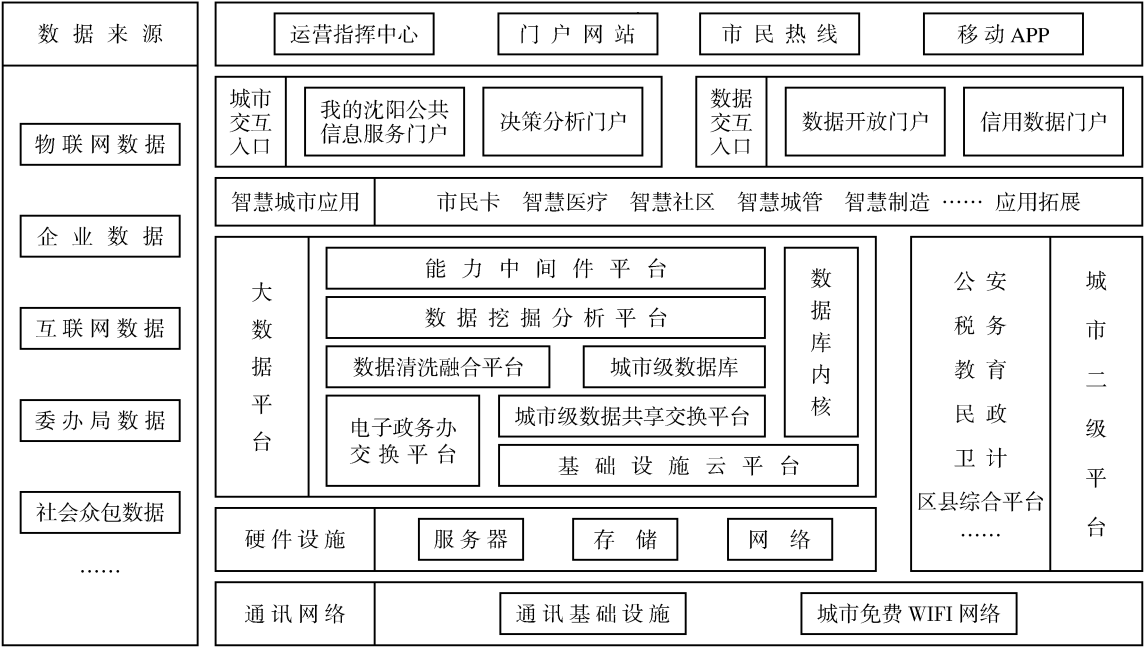 数据来源
物联网数据
企业数据
互联网数据
委办局数据
社会众包数据
……
运营指挥中心
门户网站
市民热线
移动APP
城市
交互
入口
我的沈阳公共
信息服务门户
决策分析门户
数据
交互
入口
数据开放门户
信用数据门户
智慧城市应用
市民卡 智慧医疗 智慧社区 智慧城管 智慧制造 …… 应用拓展
大数据平台
能力中间件平台
数据挖掘分析平台
数据清洗融合平台
城市级数据库
电子政务办
交换平台
城市级数据共享交换平台
基础设施云平台
数据库内核
公安
税务
教育
民政
卫计
区县综合平台
……
城市二级平台
硬件设施
服务器
存储
网络
通讯网络
通讯基础设施
城市免费WIFI网络